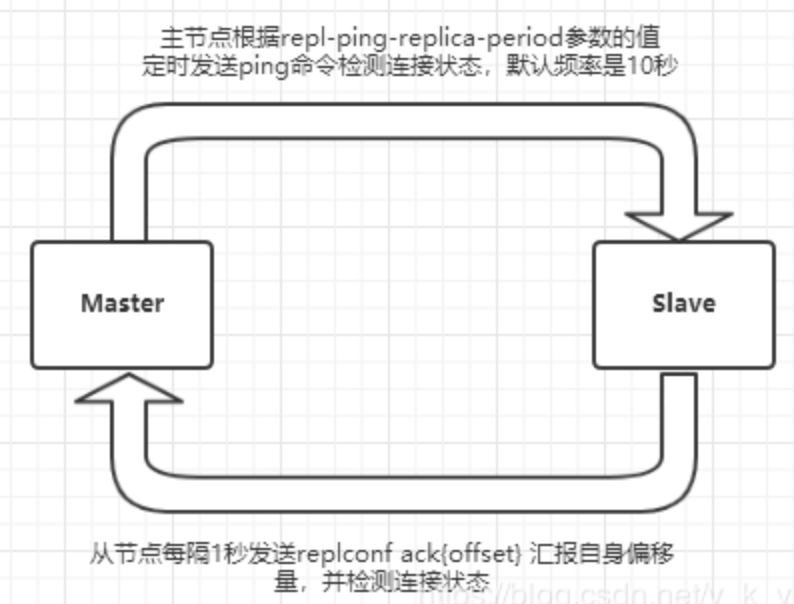 主节点根据repl-ping-replica-period参数的值
定时发送ping命令检测连接状态，默认频率是10秒
Master
Slave
从节点每隔1秒发送replconf ack{offset} 汇报自身偏移
量，并检测连接状态
https://blog.csdn.net/v_k_v